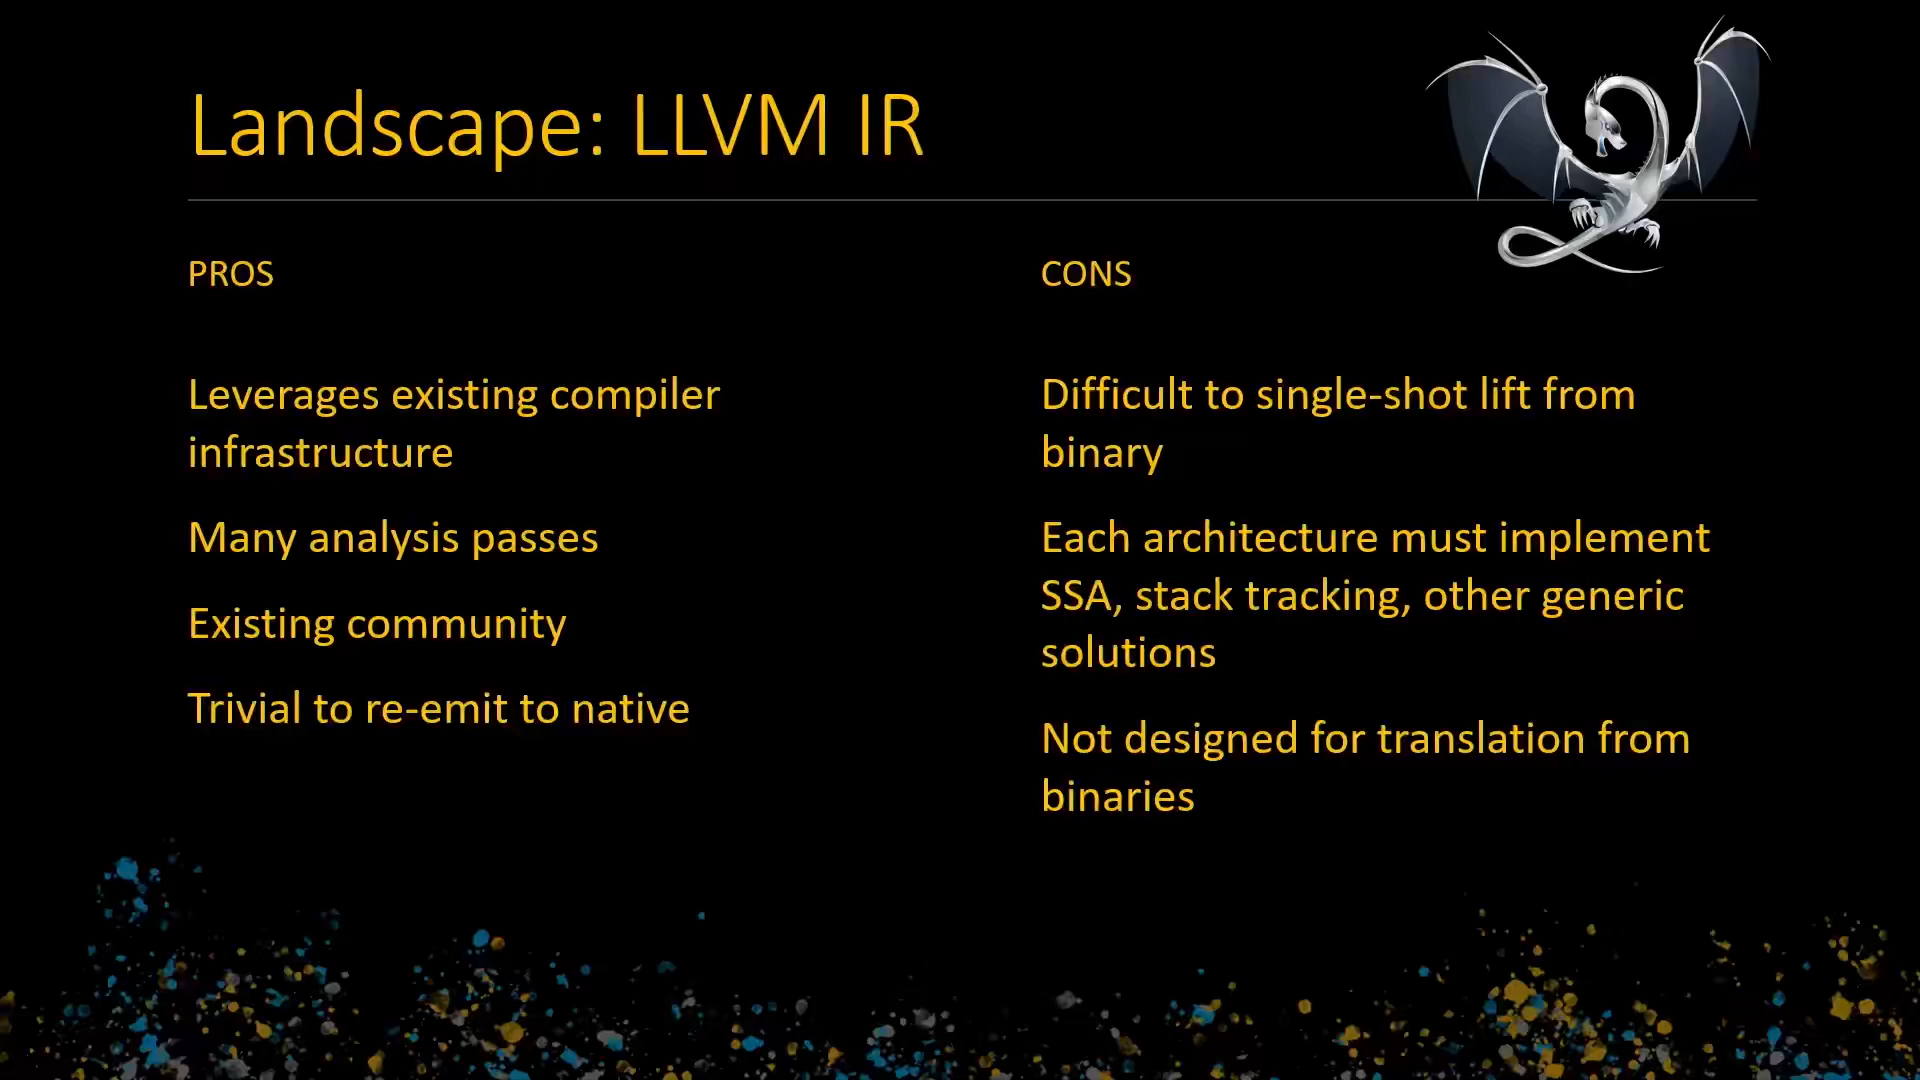 Landscape: LLVM IR
PROS
Leverages existing compiler
infrastructure
Many analysis passes
Existing community
Trivial to re-emit to native
CONS
Difficult to single-shot lift from
binary
Each architecture must implement
SSA, stack tracking, other generic
solutions
Not designed for translation from
binaries